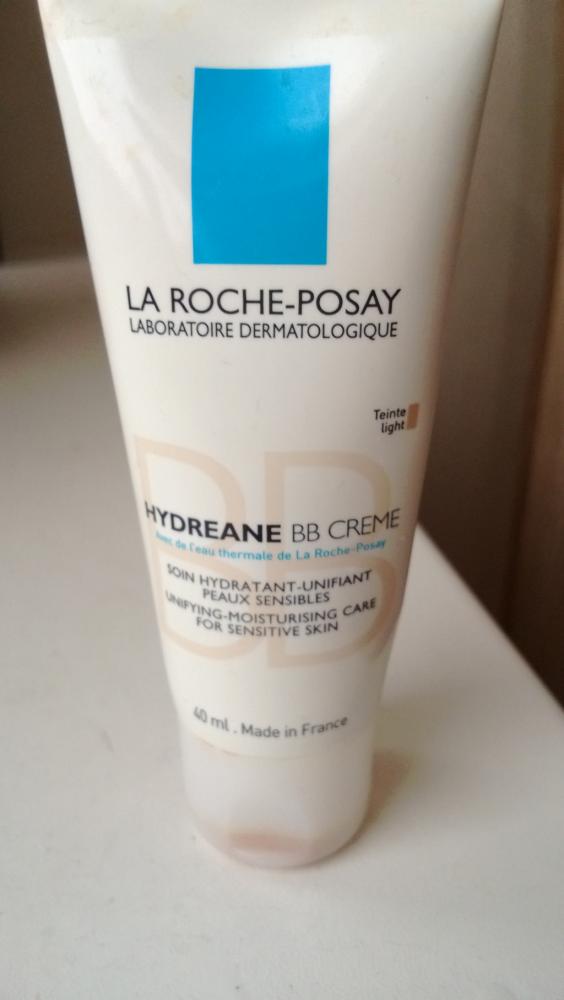 LA ROCHE-POSAY
LABORATOIRE DERMATOLOGIQUE
Teinte
light
BB
HYDREANE BB CREME
Avec de l'eau thermale de La Roche-Posay
SOIN HYDRATANT-UNIFIANT
PEAUX SENSIBLES
UNIFYING-MOISTURISING CARE
FOR SENSITIVE SKIN
40 ml . Made in France